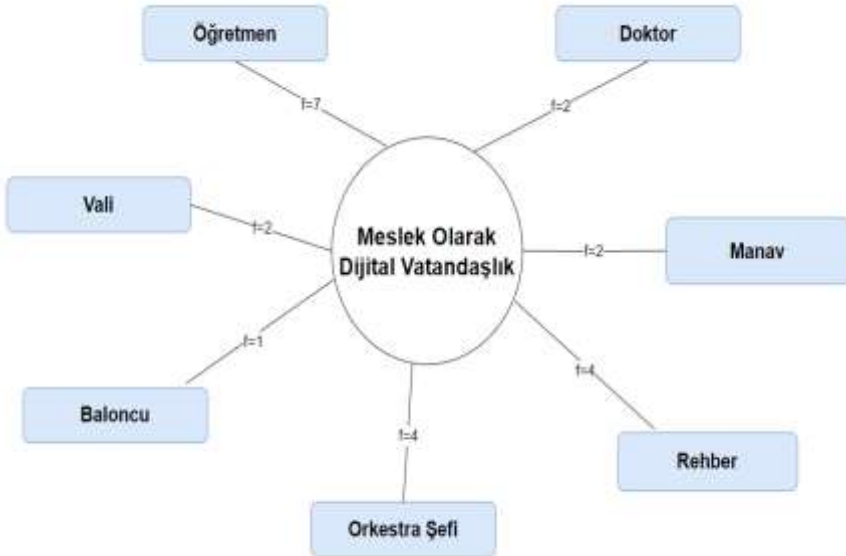 Öğretmen
Doktor
f=7
f=2
Vali
f=2
Meslek Olarak
Dijital Vatandaşlık
f=2
Manav
f=1
f=4
Baloncu
f=4
Rehber
Orkestra Şefi